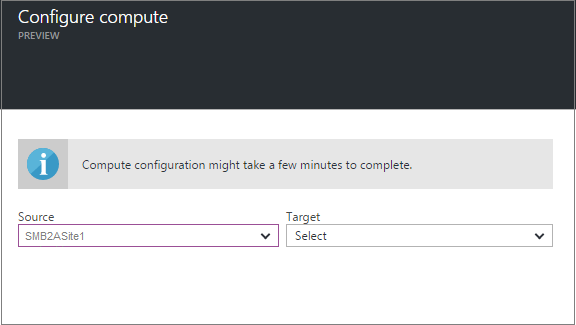 Configure compute
PREVIEW
Compute configuration might take a few minutes to complete.
Source
Target
SMB2ASite1
Select